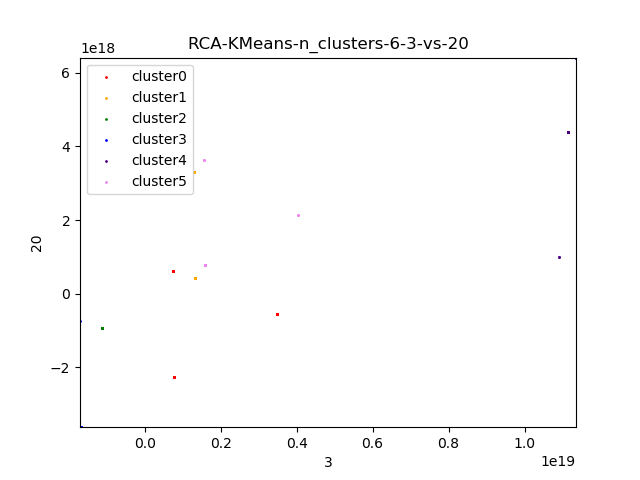 RCA-KMeans-n_clusters-6-3-vs-20
1e18
6
4
2
0
−2
20
cluster0
cluster1
cluster2
cluster3
cluster4
cluster5
0.0 0.2 0.4 0.6 0.8 1.0
1e19
3